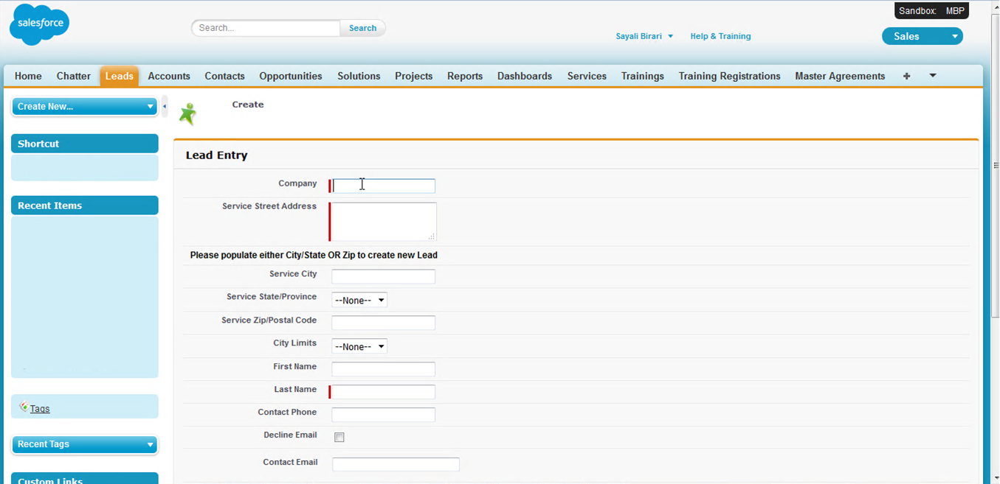 salesforce
Search...
Search
Sayali Birari
Help & Training
Sandbox: MBP
Sales
Home Chatter Leads Accounts Contacts Opportunities Solutions Projects Reports Dashboards Services Trainings Training Registrations Master Agreements +
Create New...
Create
Shortcut
Recent Items
Tags
Recent Tags
Custom Links
Lead Entry
Company
Service Street Address
Please populate either City/State OR Zip to create new Lead
Service City
Service State/Province --None--
Service Zip/Postal Code
City Limits --None--
First Name
Last Name
Contact Phone
Decline Email
Contact Email